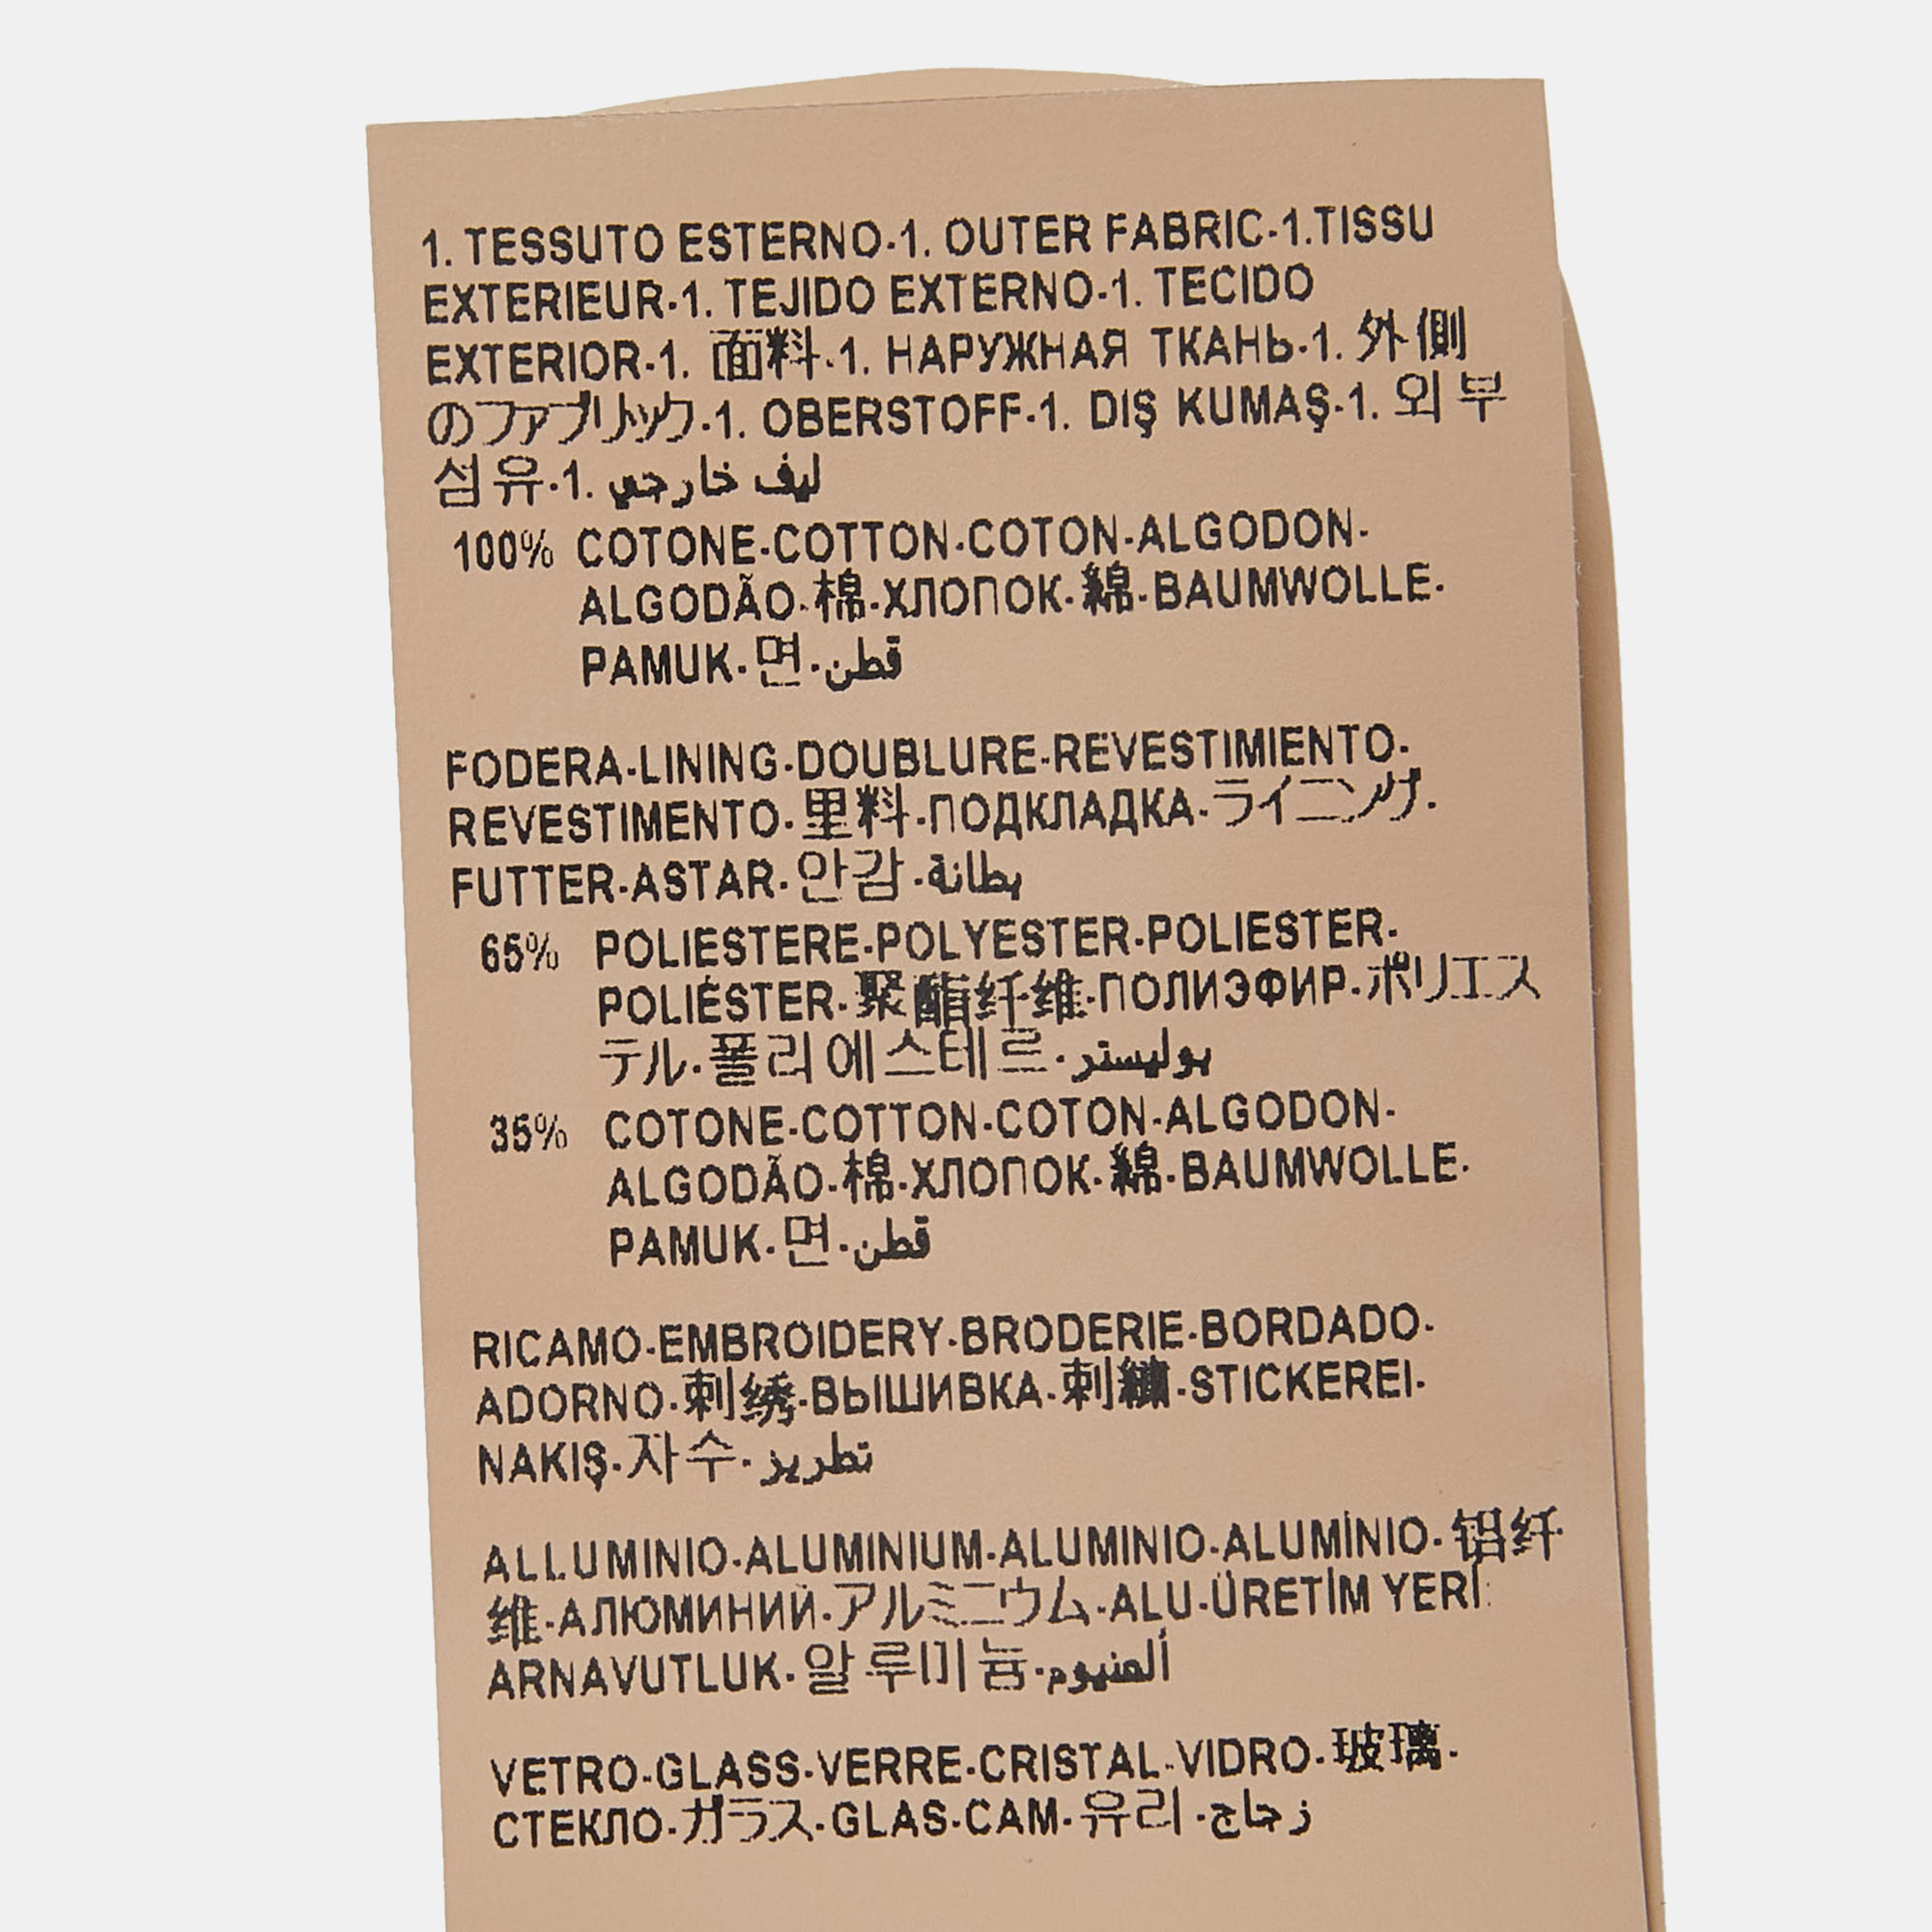 1. TESSUTO ESTERNO-1. OUTER FABRIC-1.TISSU
EXTERIEUR-1. TEJIDO EXTERNO-1. TECIDO
EXTERIOR-1. 面料-1. НАРУЖНАЯ ТКАНЬ-1. 外側
のファブリック-1. OBERSTOFF-1. DIŞ KUMAŞ-1. 외부
섬유-1. ليف خارجي
100% COTONE-COTTON-COTON-ALGODON-
ALGODÃO-棉-ХЛОПОК-綿-BAUMWOLLE-
PAMUK-면-قطن
FODERA-LINING-DOUBLURE-REVESTIMIENTO-
REVESTIMENTO-里料-ПОДКЛАДКА-ライニング-
FUTTER-ASTAR-안감-بطانة
65% POLIESTERE-POLYESTER-POLIESTER-
POLIÉSTER-聚酯纤维-ПОЛИЭФИР-ポリエス
テル-폴리에스테르-بوليستر
35% COTONE-COTTON-COTON-ALGODON-
ALGODÃO-棉-ХЛОПОК-綿-BAUMWOLLE-
PAMUK-면-قطن
RICAMO-EMBROIDERY-BRODERIE-BORDADO-
ADORNO-刺绣-ВЫШИВКА-刺繍-STICKEREI-
NAKIŞ-자수-تطريز
ALLUMINIO-ALUMINIUM-ALUMINIO-ALUMÍNIO-铝纤
维-АЛЮМИНИЙ-アルミニウム-ALU-ÜRETİM YERİ:
ARNAVUTLUK-알루미늄-ألمنيوم
VETRO-GLASS-VERRE-CRISTAL-VIDRO-玻璃-
СТЕКЛО-ガラス-GLAS-CAM-유리-زجاج